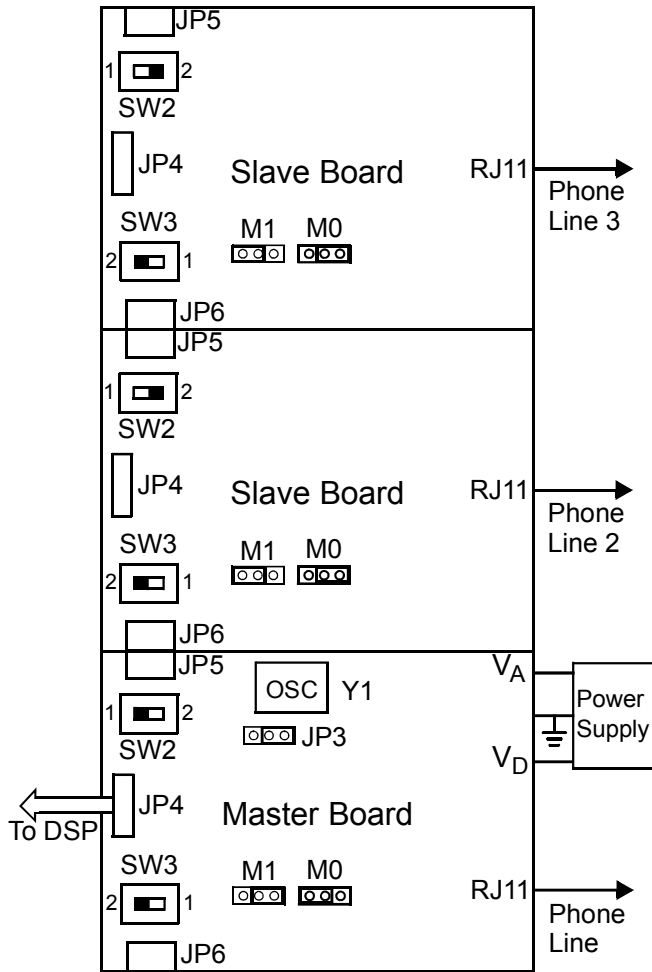 JP5
1 2
SW2
JP4
Slave Board
RJ11
Phone
Line 3
SW3
M1 M0
2 1
JP6
JP5
1 2
SW2
JP4
Slave Board
RJ11
Phone
Line 2
SW3
M1 M0
2 1
JP6
JP5
OSC Y1
VA
Power
Supply
1 2
SW2
JP3
VD
JP4
To DSP
Master Board
SW3
M1 M0
RJ11
2 1
Phone
Line
JP6